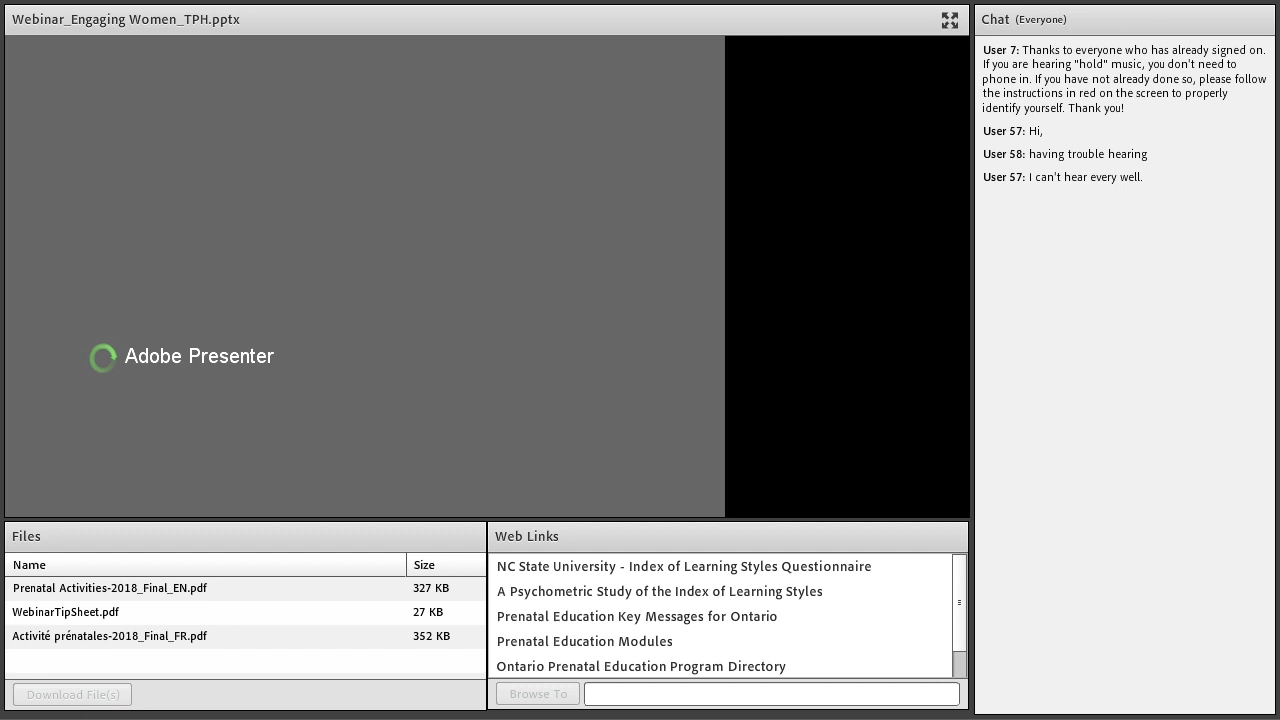 Webinar_Engaging Women_TPH.pptx
Adobe Presenter
Files
Name Size
Prenatal Activities-2018_Final_EN.pdf 327 KB
WebinarTipSheet.pdf 27 KB
Activité prénatales-2018_Final_FR.pdf 352 KB
Download File(s)
Web Links
NC State University - Index of Learning Styles Questionnaire
A Psychometric Study of the Index of Learning Styles
Prenatal Education Key Messages for Ontario
Prenatal Education Modules
Ontario Prenatal Education Program Directory
Browse To
Chat (Everyone)
User 7: Thanks to everyone who has already signed on.
If you are hearing "hold" music, you don't need to
phone in. If you have not already done so, please follow
the instructions in red on the screen to properly
identify yourself. Thank you!
User 57: Hi,
User 58: having trouble hearing
User 57: I can't hear every well.